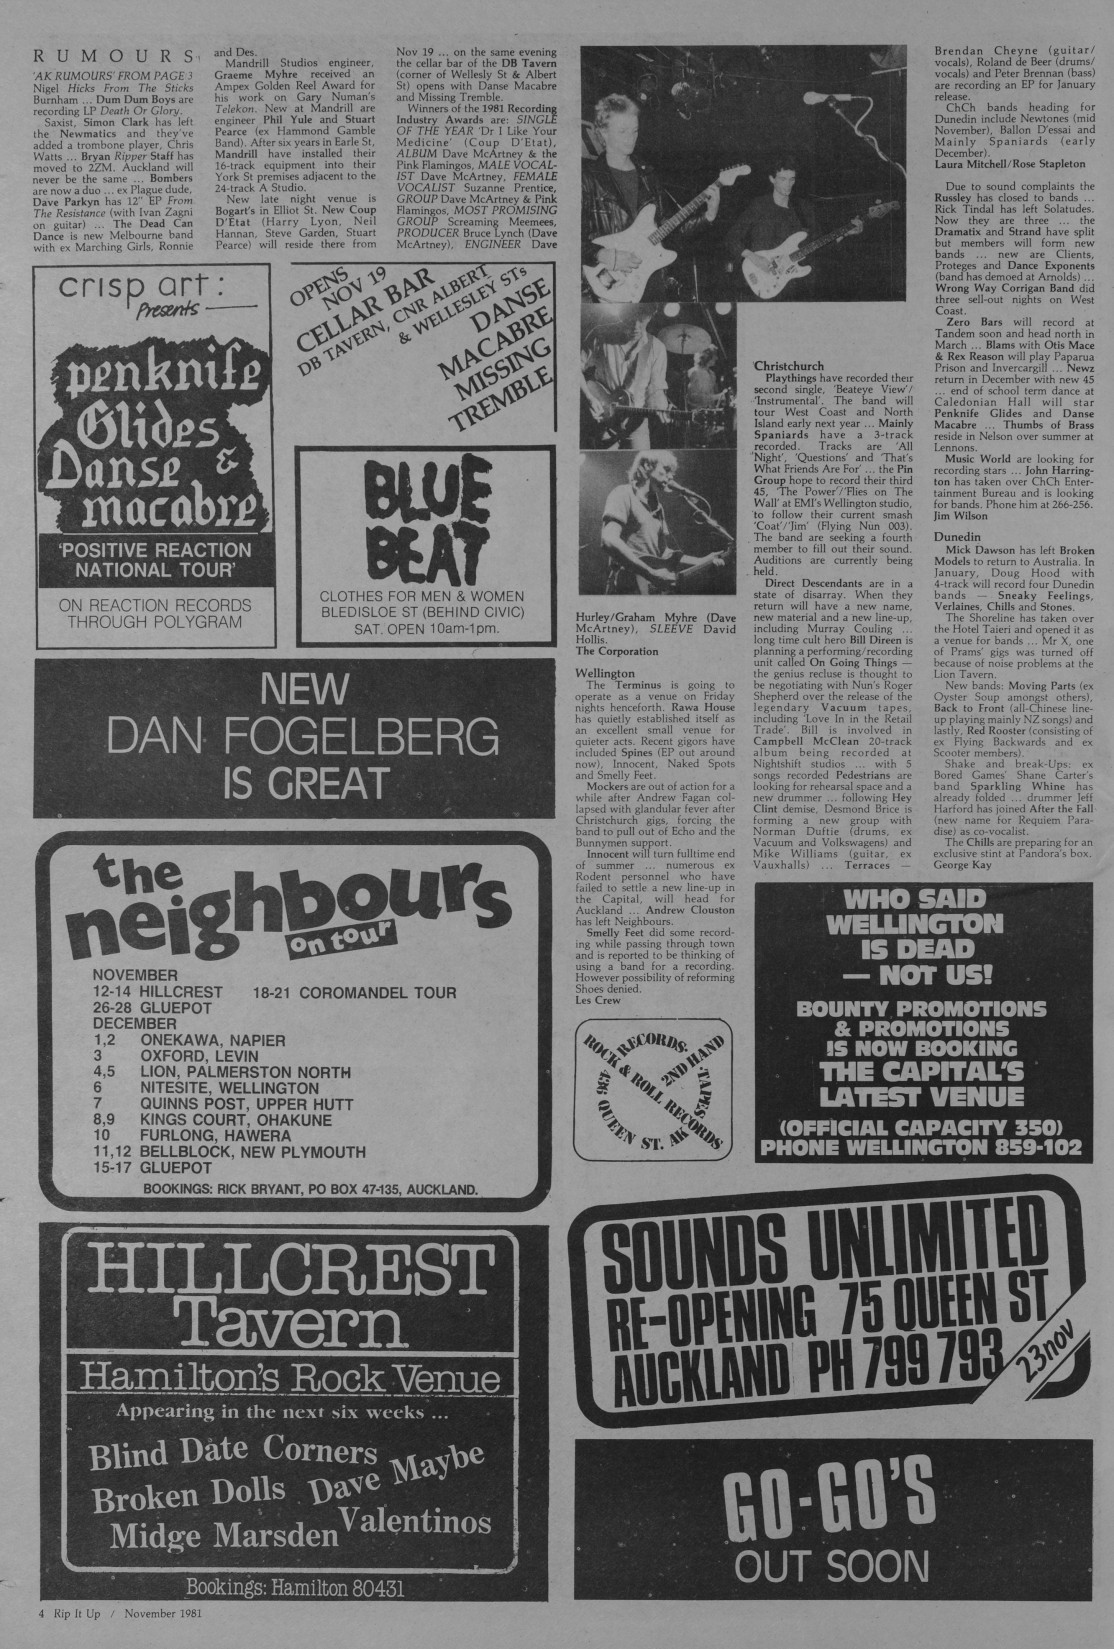 RUMOURS
'AK RUMOURS' FROM PAGE 3
Nigel Hicks From The Sticks
Burnham ... Dum Dum Boys are
recording LP Death Or Glory.
Saxist, Simon Clark has left
the Newmatics and they've
added a trombone player, Chris
Watts ... Bryan Ripper Staff has
moved to 2ZM. Auckland will
never be the same ... Bombers
are now a duo ... ex Plague dude,
Dave Parkyn has 12" EP From
The Resistance (with Ivan Zagni
on guitar) ... The Dead Can
Dance is new Melbourne band
with ex Marching Girls, Ronnie
and Des.
Mandrill Studios engineer,
Graeme Myhre received an
Ampex Golden Reel Award for
his work on Gary Numan's
Telekon. New at Mandrill are
engineer Phil Yule and Stuart
Pearce (ex Hammond Gamble
Band). After six years in Earle St,
Mandrill have installed their
16-track equipment into their
York St premises adjacent to the
24-track A Studio.
New late night venue is
Bogart's in Elliot St. New Coup
D'Etat (Harry Lyon, Neil
Hannan, Steve Garden, Stuart
Pearce) will reside there from
Nov 19 ... on the same evening
the cellar bar of the DB Tavern
(corner of Wellesly St & Albert
St) opens with Danse Macabre
and Missing Tremble.
Winners of the 1981 Recording
Industry Awards are: SINGLE
OF THE YEAR 'Dr I Like Your
Medicine' (Coup D'Etat),
ALBUM Dave McArtney & the
Pink Flamingos, MALE VOCAL-
IST Dave McArtney, FEMALE
VOCALIST Suzanne Prentice,
GROUP Dave McArtney & Pink
Flamingos, MOST PROMISING
GROUP Screaming Meemees,
PRODUCER Bruce Lynch (Dave
McArtney), ENGINEER Dave
Hurley/Graham Myhre (Dave
McArtney), SLEEVE David
Hollis.
The Corporation
Wellington
The Terminus is going to
operate as a venue on Friday
nights henceforth. Rawa House
has quietly established itself as
an excellent small venue for
quieter acts. Recent gigors have
included Spines (EP out around
now), Innocent, Naked Spots
and Smelly Feet.
Mockers are out of action for a
while after Andrew Fagan col-
lapsed with glandular fever after
Christchurch gigs, forcing the
band to pull out of Echo and the
Bunnymen support.
Innocent will turn fulltime end
of summer ... numerous ex
Rodent personnel who have
failed to settle a new line-up in
the Capital, will head for
Auckland ... Andrew Clouston
has left Neighbours.
Smelly Feet did some record-
ing while passing through town
and is reported to be thinking of
using a band for a recording.
However possibility of reforming
Shoes denied.
Les Crew
Christchurch
Playthings have recorded their
second single, 'Beateye View'/
'Instrumental'. The band will
tour West Coast and North
Island early next year ... Mainly
Spaniards have a 3-track
recorded. Tracks are 'All
Night', 'Questions' and 'That's
What Friends Are For' ... the Pin
Group hope to record their third
45, 'The Power'/'Flies on The
Wall' at EMI's Wellington studio,
to follow their current smash
'Coat'/'Jim' (Flying Nun 003).
The band are seeking a fourth
member to fill out their sound.
Auditions are currently being
held.
Direct Descendants are in a
state of disarray. When they
return will have a new name,
new material and a new line-up,
including Murray Couling ...
long time cult hero Bill Direen is
planning a performing/recording
unit called On Going Things —
the genius recluse is thought to
be negotiating with Nun's Roger
Shepherd over the release of the
legendary Vacuum tapes,
including 'Love In in the Retail
Trade'. Bill is involved in
Campbell McClean 20-track
album being recorded at
Nightshift studios ... with 5
songs recorded Pedestrians are
looking for rehearsal space and a
new drummer ... following Hey
Clint demise, Desmond Brice is
forming a new group with
Norman Duftie (drums, ex
Vacuum and Volkswagens) and
Mike Williams (guitar, ex
Vauxhalls) ... Terraces —
Brendan Cheyne (guitar/
vocals), Roland de Beer (drums/
vocals) and Peter Brennan (bass)
are recording an EP for January
release.
ChCh bands heading for
Dunedin include Newtones (mid
November), Ballon D'essai and
Mainly Spaniards (early
December).
Laura Mitchell/Rose Stapleton
Due to sound complaints the
Russley has closed to bands ...
Rick Tindal has left Solatudes.
Now they are three ... the
Dramatix and Strand have split
but members will form new
bands ... new are Clients,
Proteges and Dance Exponents
(band has demoed at Arnolds) ...
Wrong Way Corrigan Band did
three sell-out nights on West
Coast.
Zero Bars will record at
Tandem soon and head north in
March ... Blams with Otis Mace
& Rex Reason will play Paparua
Prison and Invercargill ... Newz
return in December with new 45
... end of school term dance at
Caledonian Hall will star
Penknife Glides and Danse
Macabre ... Thumbs of Brass
reside in Nelson over summer at
Lennons.
Music World are looking for
recording stars ... John Harring-
ton has taken over ChCh Enter-
tainment Bureau and is looking
for bands. Phone him at 266-256.
Jim Wilson
Dunedin
Mick Dawson has left Broken
Models to return to Australia. In
January, Doug Hood with
4-track will record four Dunedin
bands — Sneaky Feelings,
Verlaines, Chills and Stones.
The Shoreline has taken over
the Hotel Taieri and opened it as
a venue for bands ... Mr X, one
of Prams' gigs was turned off
because of noise problems at the
Lion Tavern.
New bands: Moving Parts (ex
Oyster Soup amongst others),
Back to Front (all-Chinese line-
up playing mainly NZ songs) and
lastly, Red Rooster (consisting of
ex Flying Backwards and ex
Scooter members).
Shake and break-Ups: ex
Bored Games' Shane Carter's
band Sparkling Whine has
already folded ... drummer Jeff
Harford has joined After the Fall
(new name for Requiem Para-
dise) as co-vocalist.
The Chills are preparing for an
exclusive stint at Pandora's box.
George Kay
crisp art:
Presents
penknife
Glides
Danse &
macabre
'POSITIVE REACTION
NATIONAL TOUR'
ON REACTION RECORDS
THROUGH POLYGRAM
OPENS
NOV 19
CELLAR BAR
DB TAVERN, CNR ALBERT
& WELLESLEY STs
DANSE
MACABRE
MISSING
TREMBLE
BLUE
BEAT
CLOTHES FOR MEN & WOMEN
BLEDISLOE ST (BEHIND CIVIC)
SAT. OPEN 10am-1pm.
NEW
DAN FOGELBERG
IS GREAT
the
neighbours
on tour
NOVEMBER
12-14 HILLCREST 18-21 COROMANDEL TOUR
26-28 GLUEPOT
DECEMBER
1,2 ONEKAWA, NAPIER
3 OXFORD, LEVIN
4,5 LION, PALMERSTON NORTH
6 NITESITE, WELLINGTON
7 QUINNS POST, UPPER HUTT
8,9 KINGS COURT, OHAKUNE
10 FURLONG, HAWERA
11,12 BELLBLOCK, NEW PLYMOUTH
15-17 GLUEPOT
BOOKINGS: RICK BRYANT, PO BOX 47-135, AUCKLAND.
HILLCREST
Tavern
Hamilton's Rock Venue
Appearing in the next six weeks ...
Blind Date Corners
Broken Dolls Dave Maybe
Midge Marsden Valentinos
Bookings: Hamilton 80431
RECORDS·
2ND HAND
·TAPES
ROCK & ROLL RECORDS
436 QUEEN ST. AK
WHO SAID
WELLINGTON
IS DEAD
— NOT US!
BOUNTY PROMOTIONS
& PROMOTIONS
IS NOW BOOKING
THE CAPITAL'S
LATEST VENUE
(OFFICIAL CAPACITY 350)
PHONE WELLINGTON 859-102
SOUNDS UNLIMITED
RE-OPENING 75 QUEEN ST
AUCKLAND PH 799 793
23nov
GO-GO'S
OUT SOON
4 Rip It Up / November 1981